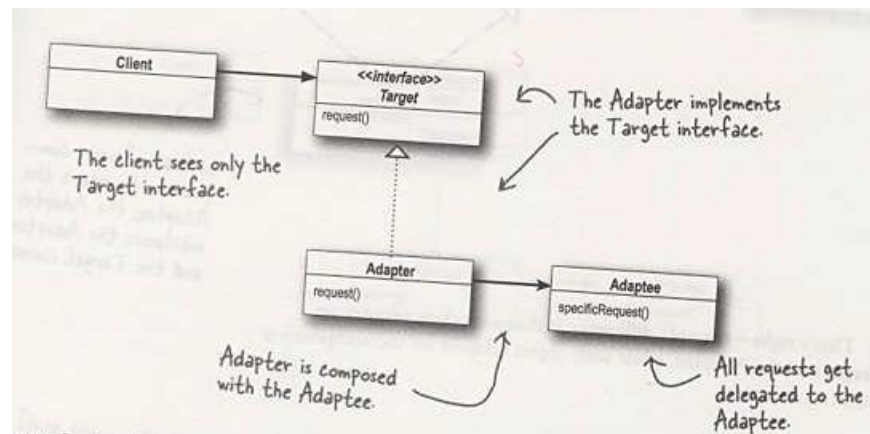 Client
<<interface>>
Target
request()
The Adapter implements
the Target interface.
The client sees only the
Target interface.
Adapter
request()
Adaptee
specificRequest()
Adapter is composed
with the Adaptee.
All requests get
delegated to the
Adaptee.